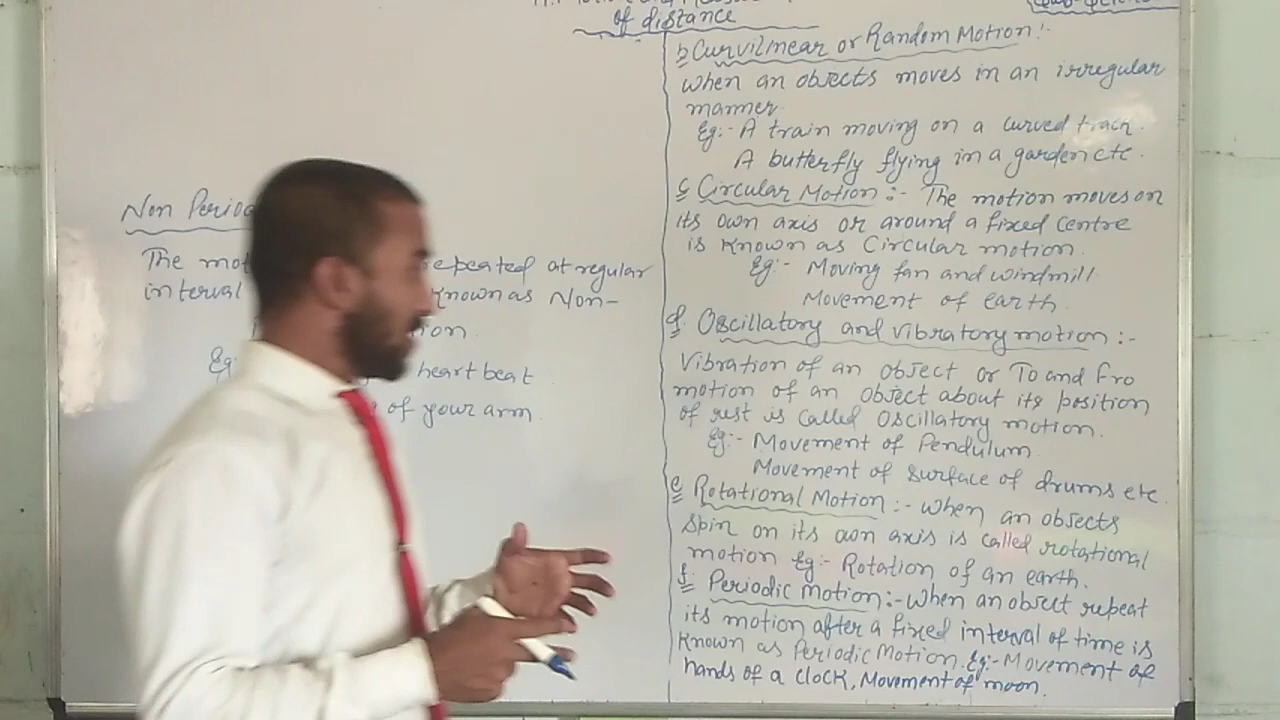 of distance
Non Perio
The mot epeated at regular
interval Known as Non-
ion.
Eg: heart beat
of your arm.
b Curvilinear or Random Motion:-
when an objects moves in an irregular
manner
Eg:- A train moving on a curved track.
A butterfly flying in a garden etc.
c Circular Motion:- The motion moves on
its own axis or around a fixed centre
is Known as Circular motion.
Eg:- Moving fan and windmill
Movement of earth.
d. Oscillatory and vibratory motion :-
Vibration of an object or To and Fro
motion of an object about its position
of rest is called Oscillatory motion.
Eg:- Movement of Pendulum
Movement of surface of drums etc.
e Rotational Motion :- when an objects
spin on its own axis is called rotational
motion Eg:- Rotation of an earth.
f. Periodic Motion:- when an object repeat
its motion after a fixed interval of time is
Known as Periodic Motion. Eg:- Movement of
hands of a clock, Movement of moon.